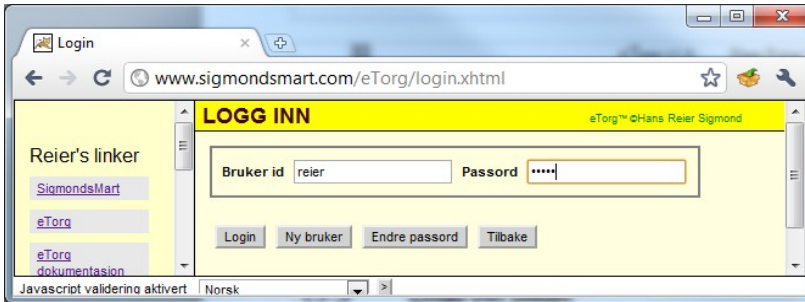 Login
www.sigmondsmart.com/eTorg/login.xhtml
LOGG INN
eTorg™ ©Hans Reier Sigmond
Reier's linker
SigmondsMart
eTorg
eTorg
dokumentasjon
Bruker id reier Passord •••••
Login Ny bruker Endre passord Tilbake
Javascript validering aktivert Norsk >